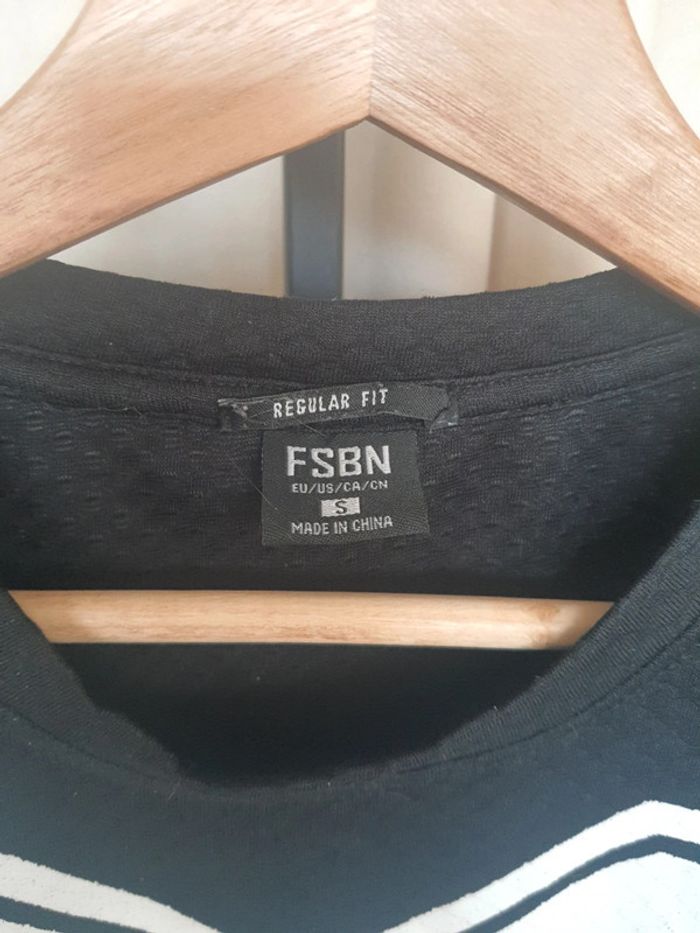 REGULAR FIT
FSBN
EU/US/CA/CN
S
MADE IN CHINA